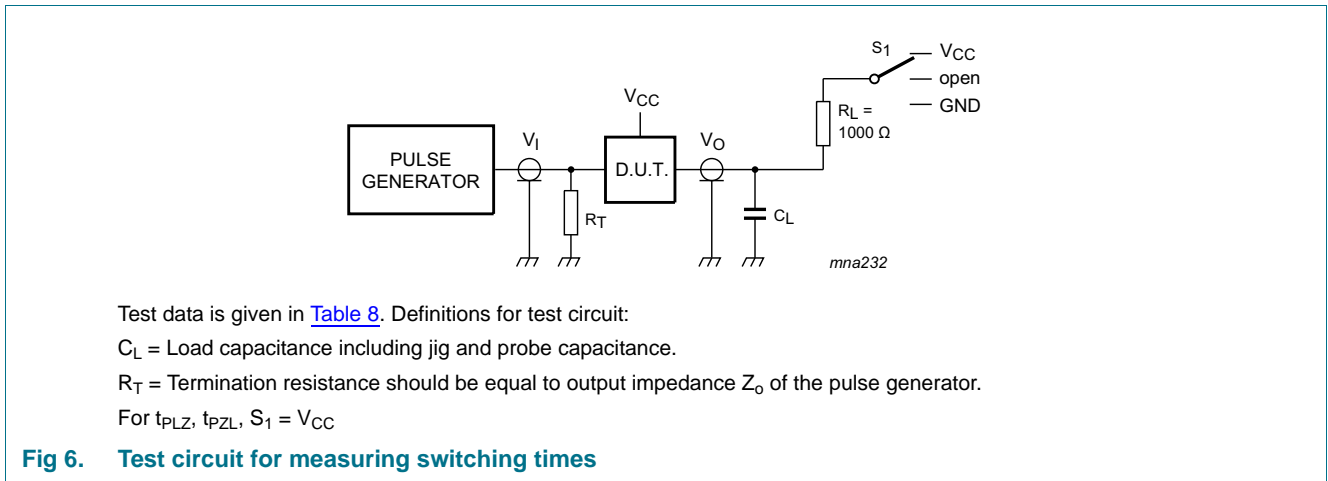 S1
VCC
open
GND
RL =
1000 Ω
VCC
VI
VO
PULSE
GENERATOR
D.U.T.
RT
CL
mna232
Test data is given in Table 8. Definitions for test circuit:
CL = Load capacitance including jig and probe capacitance.
RT = Termination resistance should be equal to output impedance Zo of the pulse generator.
For tPLZ, tPZL, S1 = VCC
Fig 6. Test circuit for measuring switching times